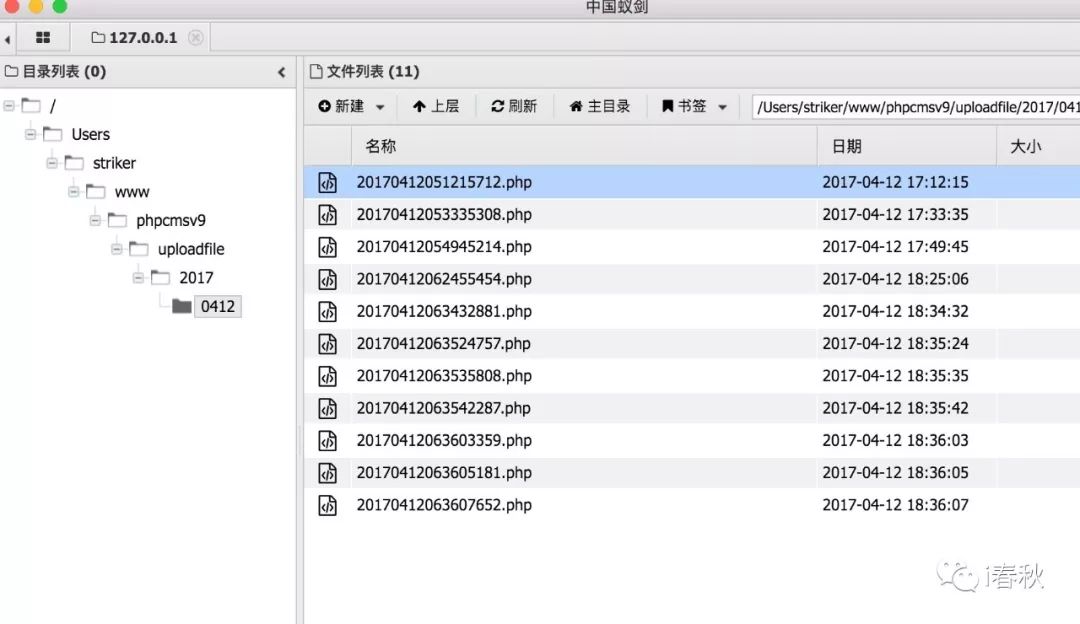 中国蚁剑
127.0.0.1
目录列表 (0)
/
Users
striker
www
phpcmsv9
uploadfile
2017
0412
文件列表 (11)
新建 上层 刷新 主目录 书签 /Users/striker/www/phpcmsv9/uploadfile/2017/041
名称 日期 大小
20170412051215712.php 2017-04-12 17:12:15
20170412053335308.php 2017-04-12 17:33:35
20170412054945214.php 2017-04-12 17:49:45
20170412062455454.php 2017-04-12 18:25:06
20170412063432881.php 2017-04-12 18:34:32
20170412063524757.php 2017-04-12 18:35:24
20170412063535808.php 2017-04-12 18:35:35
20170412063542287.php 2017-04-12 18:35:42
20170412063603359.php 2017-04-12 18:36:03
20170412063605181.php 2017-04-12 18:36:05
20170412063607652.php 2017-04-12 18:36:07
i春秋